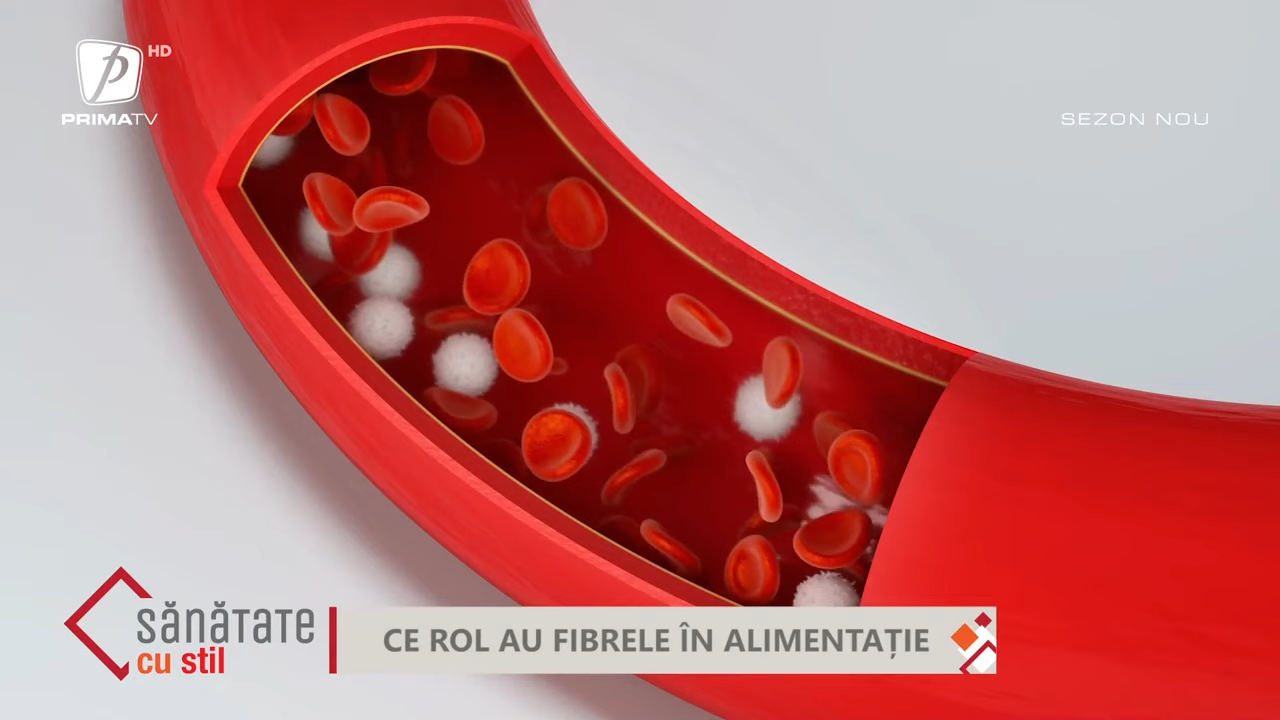 HD
PRIMATV
SEZON NOU
sănătate
cu stil
CE ROL AU FIBRELE ÎN ALIMENTAȚIE